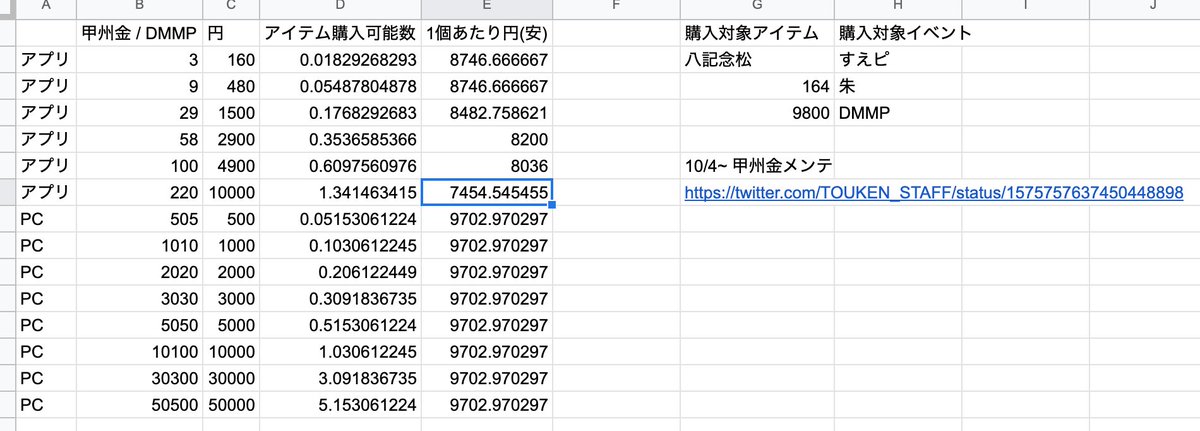 A B C D E F G H I J
甲州金 / DMMP 円 アイテム購入可能数 1個あたり円(安) 購入対象アイテム 購入対象イベント
アプリ 3 160 0.01829268293 8746.666667 八記念松 すえピ
アプリ 9 480 0.05487804878 8746.666667 164 朱
アプリ 29 1500 0.1768292683 8482.758621 9800 DMMP
アプリ 58 2900 0.3536585366 8200
アプリ 100 4900 0.6097560976 8036 10/4~ 甲州金メンテ
アプリ 220 10000 1.341463415 7454.545455 https://twitter.com/TOUKEN_STAFF/status/1575757637450448898
PC 505 500 0.05153061224 9702.970297
PC 1010 1000 0.1030612245 9702.970297
PC 2020 2000 0.206122449 9702.970297
PC 3030 3000 0.3091836735 9702.970297
PC 5050 5000 0.5153061224 9702.970297
PC 10100 10000 1.030612245 9702.970297
PC 30300 30000 3.091836735 9702.970297
PC 50500 50000 5.153061224 9702.970297